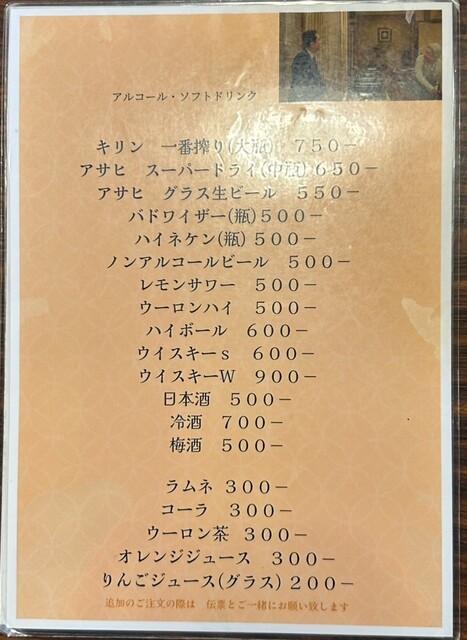 アルコール・ソフトドリンク
キリン　一番搾り(大瓶)　７５０－
アサヒ　スーパードライ(中瓶) ６５０－
アサヒ　グラス生ビール　５５０－
バドワイザー(瓶) ５００－
ハイネケン(瓶) ５００－
ノンアルコールビール　５００－
レモンサワー　５００－
ウーロンハイ　５００－
ハイボール　６００－
ウイスキーｓ　６００－
ウイスキーＷ　９００－
日本酒　５００－
冷酒　７００－
梅酒　５００－
ラムネ　３００－
コーラ　３００－
ウーロン茶　３００－
オレンジジュース　３００－
りんごジュース(グラス) ２００－
追加のご注文の際は　伝票とご一緒にお願い致します